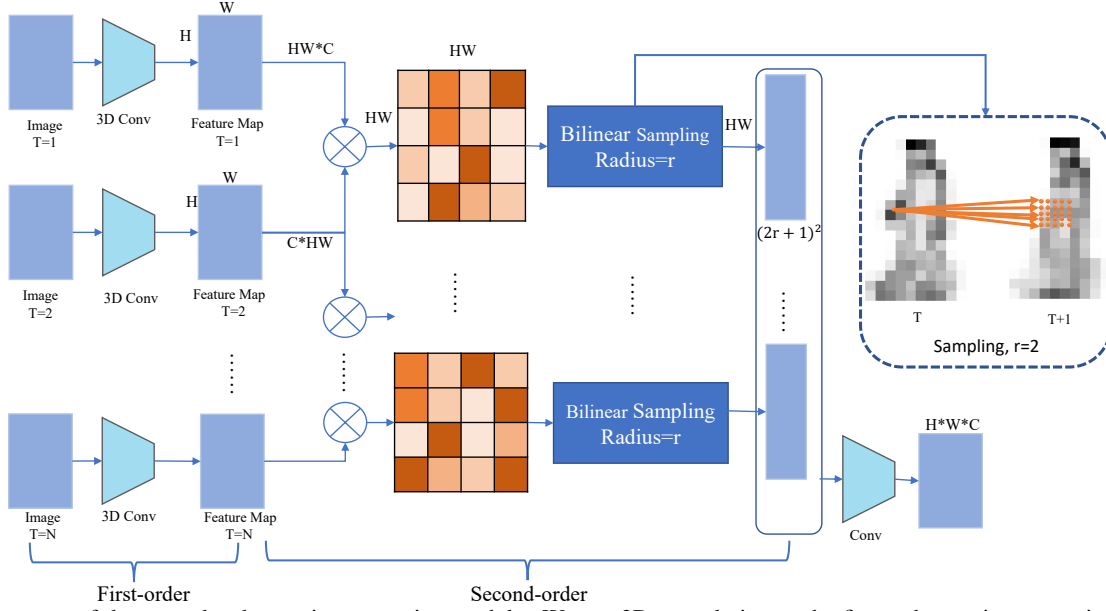 W
H
HW*C
HW
Image
T=1
3D Conv
Feature Map
T=1
HW
Bilinear Sampling
Radius=r
HW
W
H
C*HW
Image
T=2
3D Conv
Feature Map
T=2
(2r + 1)²
T
T+1
Sampling, r=2
Bilinear Sampling
Radius=r
H*W*C
Image
T=N
3D Conv
Feature Map
T=N
Conv
First-order
Second-order